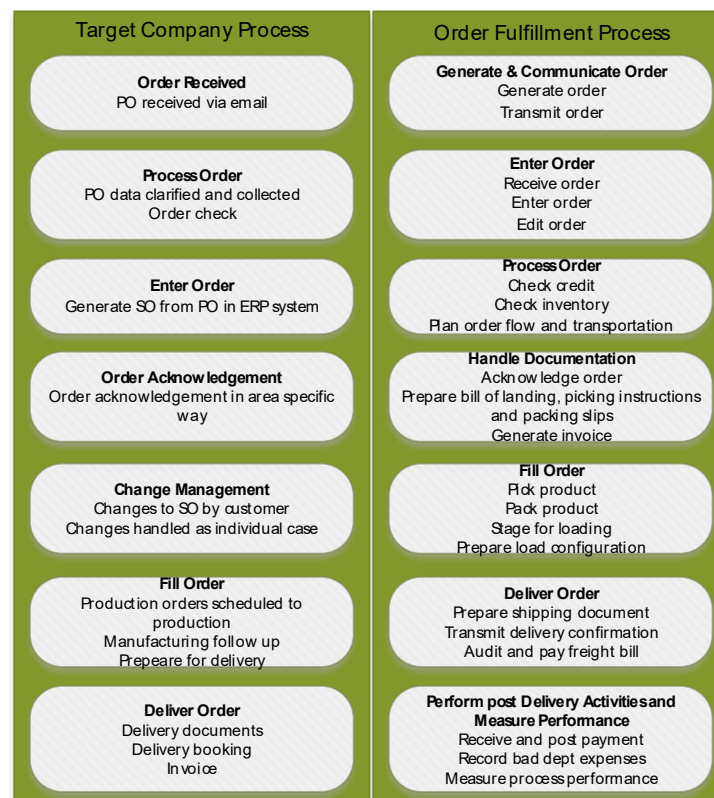 Target Company Process
Order Received
PO received via email
Process Order
PO data clarified and collected
Order check
Enter Order
Generate SO from PO in ERP system
Order Acknowledgement
Order acknowledgement in area specific
way
Change Management
Changes to SO by customer
Changes handled as individual case
Fill Order
Production orders scheduled to
production
Manufacturing follow up
Prepeare for delivery
Deliver Order
Delivery documents
Delivery booking
Invoice
Order Fulfillment Process
Generate & Communicate Order
Generate order
Transmit order
Enter Order
Receive order
Enter order
Edit order
Process Order
Check credit
Check inventory
Plan order flow and transportation
Handle Documentation
Acknowledge order
Prepare bill of landing, picking instructions
and packing slips
Generate invoice
Fill Order
Pick product
Pack product
Stage for loading
Prepare load configuration
Deliver Order
Prepare shipping document
Transmit delivery confirmation
Audit and pay freight bill
Perform post Delivery Activities and
Measure Performance
Receive and post payment
Record bad dept expenses
Measure process performance